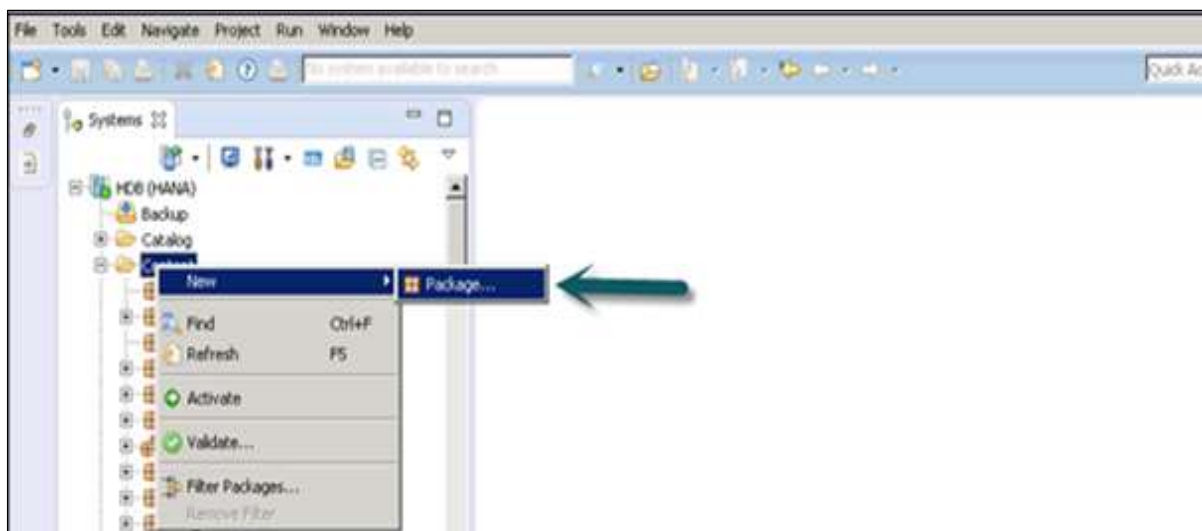 File Tools Edit Navigate Project Run Window Help
No system available to search
Quick Ac
Systems
HDB (HANA)
Backup
Catalog
New
Package...
Find Ctrl+F
Refresh F5
Activate
Validate...
Filter Packages...
Remove Filter